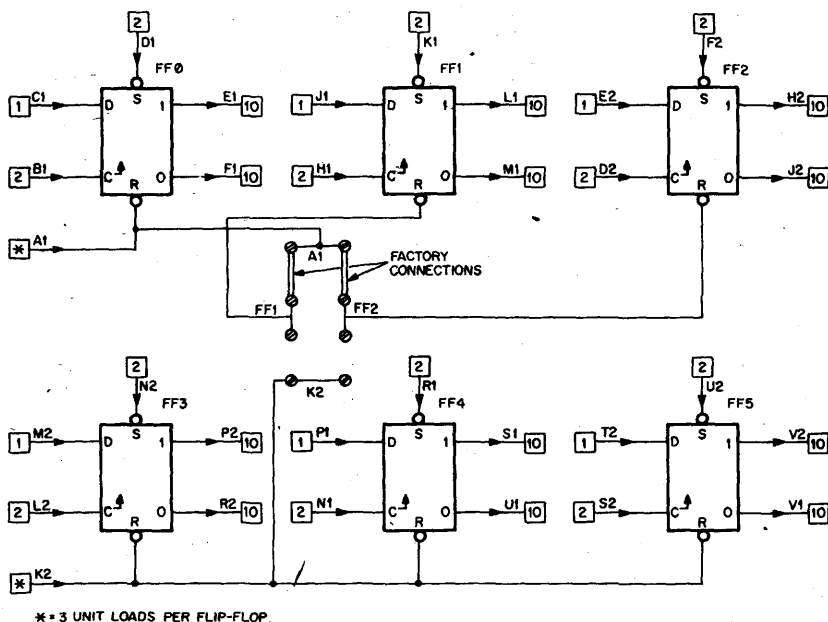 2 2 2
D1 K1 F2
FFØ FF1 FF2
1 C1 D S 1 E1 10 1 J1 D S 1 L1 10 1 E2 D S 1 H2 10
2 B1 C R 0 F1 10 2 H1 C R 0 M1 10 2 D2 C R 0 J2 10
* A1
A1 FACTORY
CONNECTIONS
FF1 FF2
2 2 2
N2 K2 R1 U2
FF3 FF4 FF5
1 M2 D S 1 P2 10 1 P1 D S 1 S1 10 1 T2 D S 1 V2 10
2 L2 C R 0 R2 10 2 N1 C R 0 U1 10 2 S2 C R 0 V1 10
* K2
* = 3 UNIT LOADS PER FLIP-FLOP.